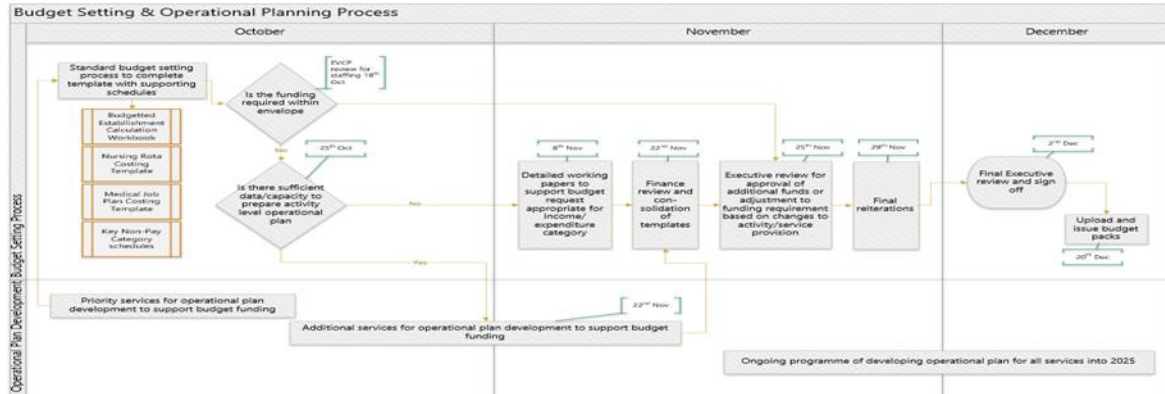 Budget Setting & Operational Planning Process
October
November
December
Budget Setting Process
Operational Plan Development
Standard budget setting
process to complete
template with supporting
schedules
Budgetted
Establishment
Calculation
Workbook
Nursing Rota
Costing
Template
Medical Job
Plan Costing
Template
Key Non-Pay
Category
schedules
EVCP
review for
staffing 18th
Oct
Is the funding
required within
envelope
No
25th Oct
Is there sufficient
data/capacity to
prepare activity
level operational
plan
No
Yes
8th Nov
Detailed working
papers to
support budget
request
appropriate for
Income/
expenditure
category
22nd Nov
Finance
review and
con-
solidation
of
templates
25th Nov
Executive review for
approval of
additional funds or
adjustment to
funding requirement
based on changes to
activity/service
provision
29th Nov
Final
reiterations
2nd Dec
Final Executive
review and sign
off
Upload and
issue budget
packs
20th Dec
Priority services for operational plan
development to support budget funding
22nd Nov
Additional services for operational plan development to support budget
funding
Ongoing programme of developing operational plan for all services into 2025